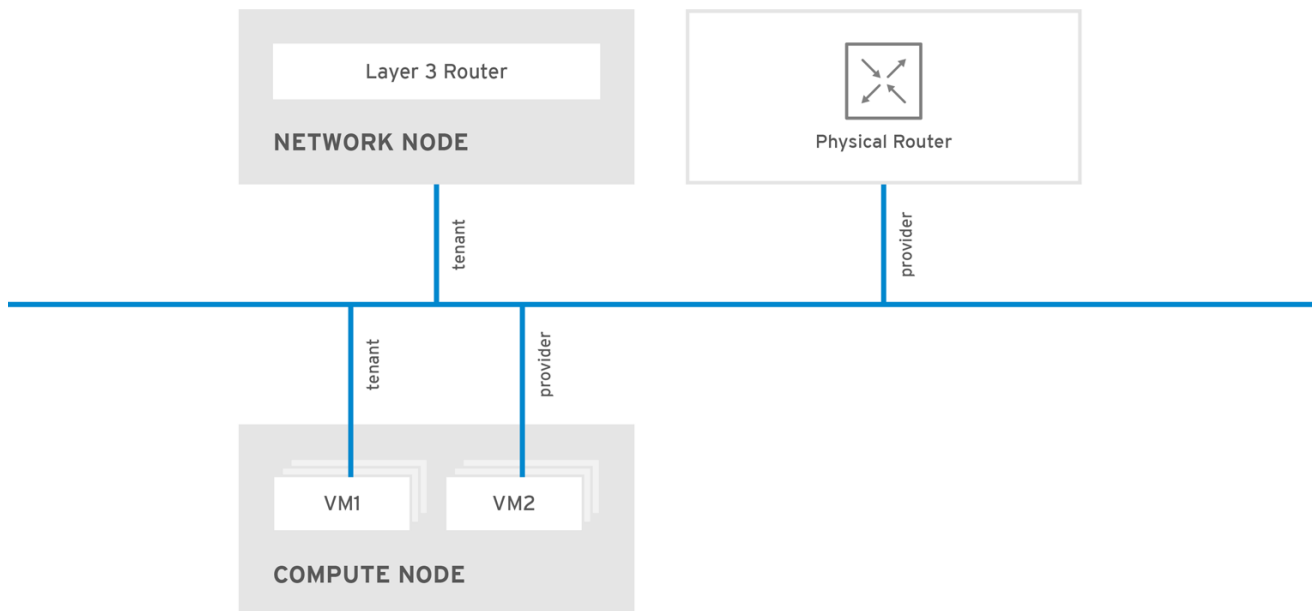 Layer 3 Router
NETWORK NODE
Physical Router
tenant
provider
tenant
provider
VM1
VM2
COMPUTE NODE